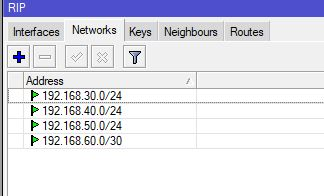 RIP
Interfaces Networks Keys Neighbours Routes
Address
192.168.30.0/24
192.168.40.0/24
192.168.50.0/24
192.168.60.0/30